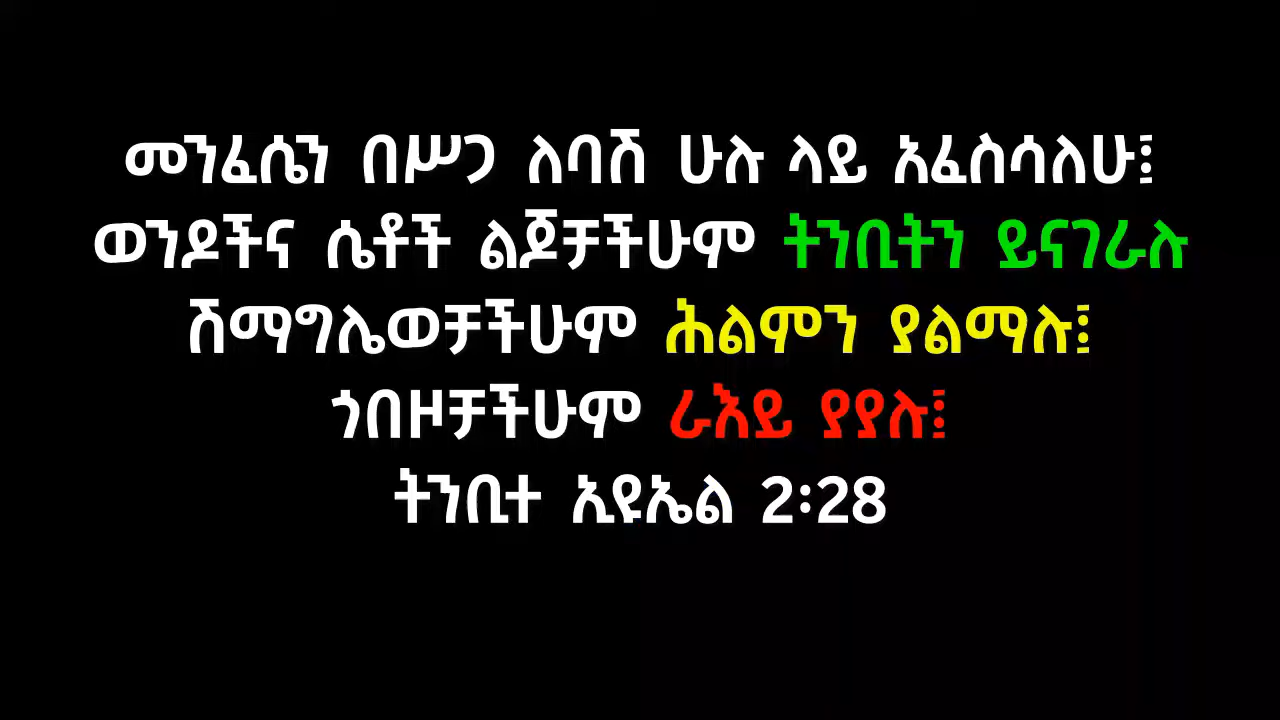 መንፈሴን በሥጋ ለባሽ ሁሉ ላይ አፈስሳለሁ፤
ወንዶችና ሴቶች ልጆቻችሁም ትንቢትን ይናገራሉ
ሽማግሌወቻችሁም ሕልምን ያልማሉ፤
ጎበዞቻችሁም ራእይ ያያሉ፤
ትንቢተ ኢዩኤል 2፡28